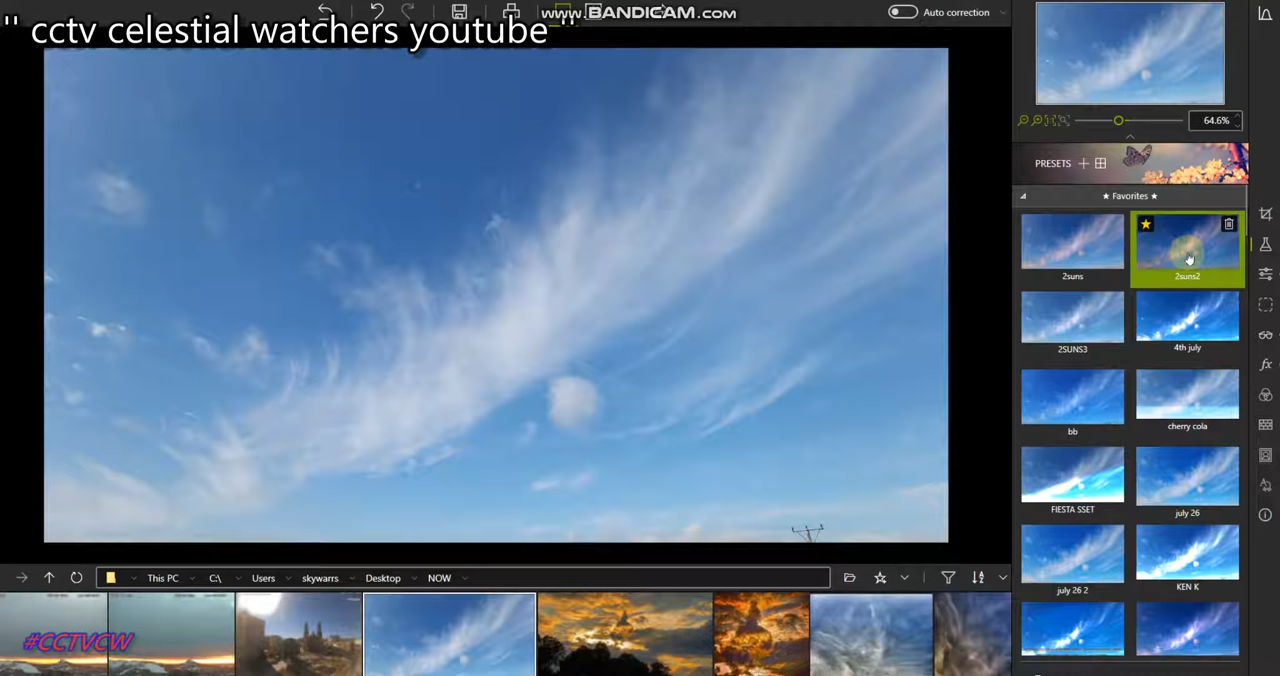 www.BANDICAM.com
Auto correction
" cctv celestial watchers youtube "
64.6%
PRESETS
★ Favorites ★
2suns
2suns2
2SUNS3
4th july
bb
cherry cola
FIESTA SSET
july 26
july 26 2
KEN K
This PC
C:\
Users
skywarrs
Desktop
NOW
#CCTVCW